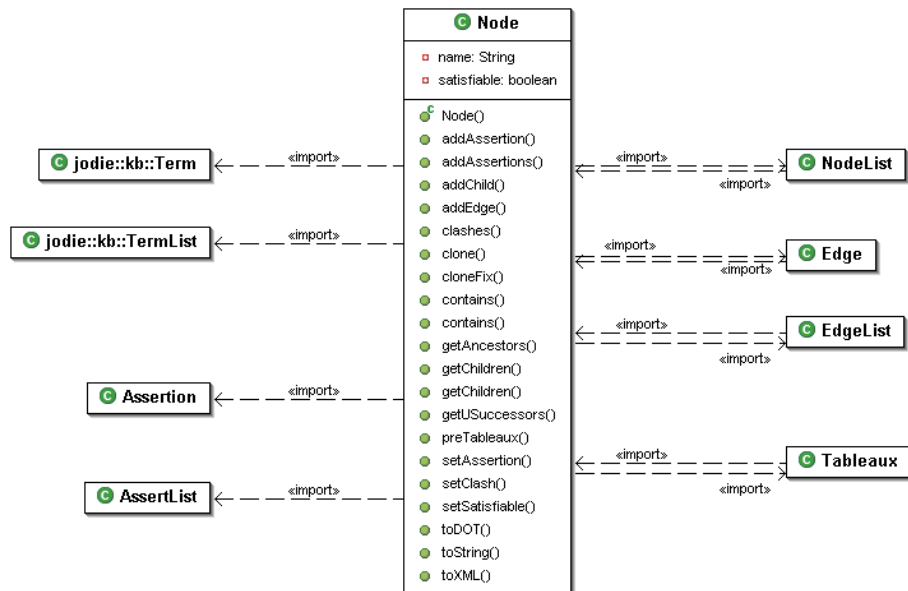 C Node
name: String
satisfiable: boolean
C Node()
addAssertion()
addAssertions()
addChild()
addEdge()
clashes()
clone()
cloneFix()
contains()
contains()
getAncestors()
getChildren()
getChildren()
getUSuccessors()
preTableaux()
setAssertion()
setClash()
setSatisfiable()
toDOT()
toString()
toXML()
C jodie::kb::Term
«import»
C jodie::kb::TermList
«import»
C Assertion
«import»
C AssertList
«import»
«import»
C NodeList
«import»
«import»
C Edge
«import»
«import»
C EdgeList
«import»
«import»
C Tableaux
«import»